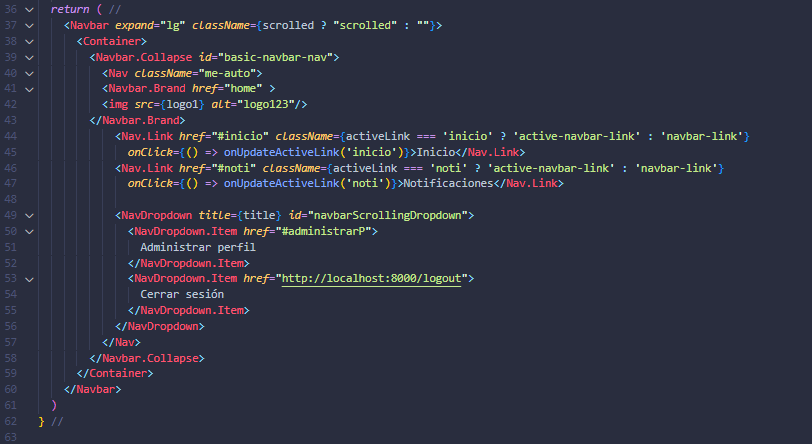 36 return ( //
37 <Navbar expand="lg" className={scrolled ? "scrolled" : ""}>
38 <Container>
39 <Navbar.Collapse id="basic-navbar-nav">
40 <Nav className="me-auto">
41 <Navbar.Brand href="home" >
42 <img src={logo1} alt="logo123"/>
43 </Navbar.Brand>
44 <Nav.Link href="#inicio" className={activeLink === 'inicio' ? 'active-navbar-link' : 'navbar-link'}
45 onClick={() => onUpdateActiveLink('inicio')}>Inicio</Nav.Link>
46 <Nav.Link href="#noti" className={activeLink === 'noti' ? 'active-navbar-link' : 'navbar-link'}
47 onClick={() => onUpdateActiveLink('noti')}>Notificaciones</Nav.Link>
48
49 <NavDropdown title={title} id="navbarScrollingDropdown">
50 <NavDropdown.Item href="#administrarP">
51 Administrar perfil
52 </NavDropdown.Item>
53 <NavDropdown.Item href="http://localhost:8000/logout">
54 Cerrar sesión
55 </NavDropdown.Item>
56 </NavDropdown>
57 </Nav>
58 </Navbar.Collapse>
59 </Container>
60 </Navbar>
61 )
62 } //
63